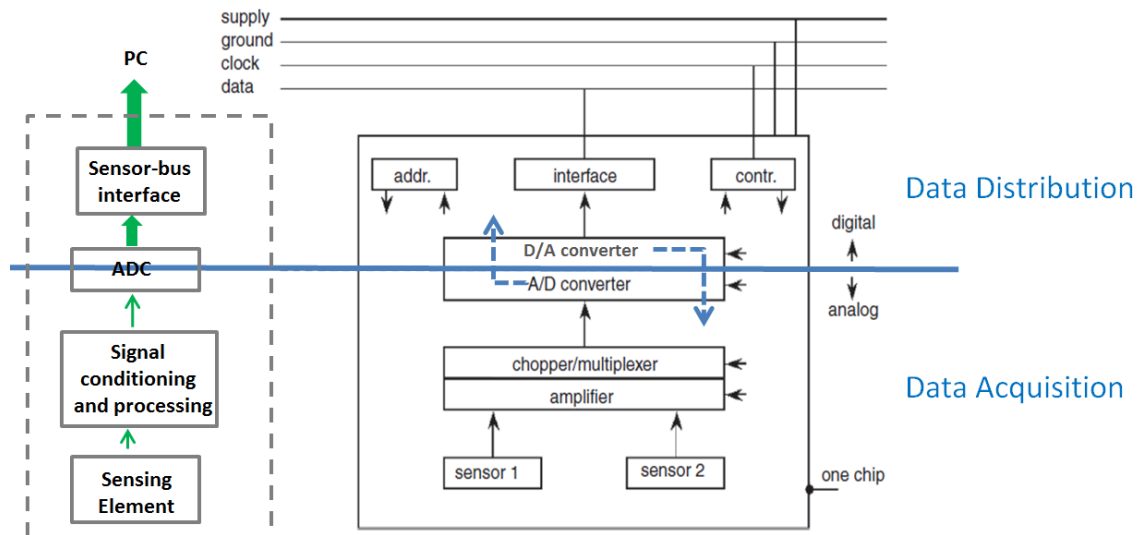 supply
ground
clock
data
PC
Sensor-bus
interface
ADC
Signal
conditioning
and processing
Sensing
Element
addr.
interface
contr.
D/A converter
A/D converter
chopper/multiplexer
amplifier
sensor 1
sensor 2
digital
analog
one chip
Data Distribution
Data Acquisition